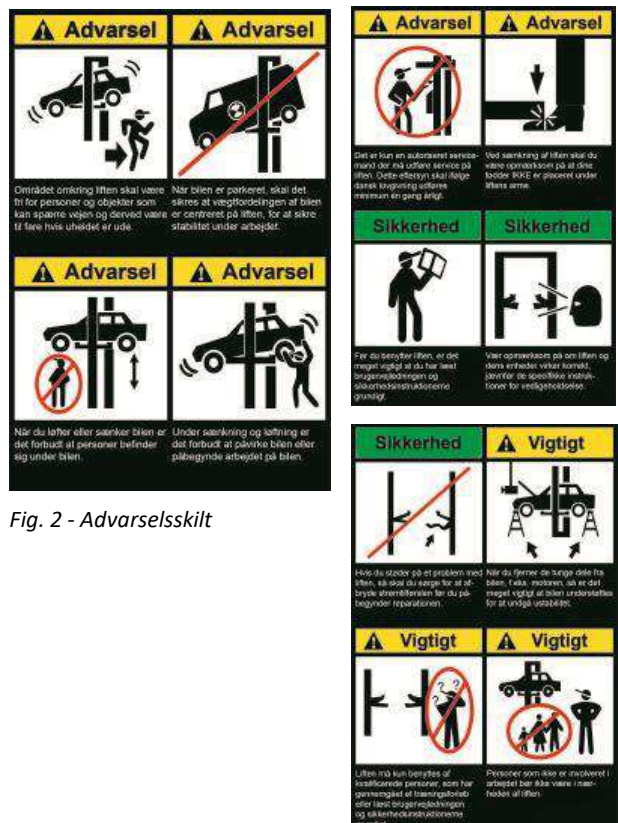 Advarsel
Området omkring liften skal være
fri for personer og objekter som
kan spærre vejen og derved være
til fare hvis uheldet er ude.
Advarsel
Når bilen er parkeret, skal det
sikres at vægtfordelingen af bilen
er centreret på liften, for at sikre
stabilitet under arbejdet.
Advarsel
Når du løfter eller sænker bilen er
det forbudt at personer befinder
sig under bilen.
Advarsel
Under sænkning og løftning er
det forbudt at påvirke bilen eller
påbegynde arbejdet på bilen.
Fig. 2 - Advarselsskilt
Advarsel
Det er kun en autoriseret service-
mand der må udføre service på
liften. Dette eftersyn skal ifølge
dansk lovgivning udføres
minimum en gang årligt.
Advarsel
Ved sænkning af liften skal du
være opmærksom på at dine
fødder IKKE er placeret under
liftens arme.
Sikkerhed
Før du benytter liften, er det
meget vigtigt at du har læst
brugervejledningen og
sikkerhedsinstruktionerne
grundigt.
Sikkerhed
Vær opmærksom på om liften og
dens enheder virker korrekt,
jævnfør de specifikke instruk-
tioner for vedligeholdelse.
Sikkerhed
Hvis du støder på et problem med
liften, så skal du sørge for at af-
bryde strømtilførslen før du på-
begynder reparationen.
Vigtigt
Når du fjerner de tunge dele fra
bilen, f.eks. motoren, så er det
meget vigtigt at bilen understøttes
for at undgå ustabilitet.
Vigtigt
? ? ?
Liften må kun benyttes af
kvalificerede personer, som har
gennemgået et træningsforløb
eller læst brugervejledningen
og sikkerhedsinstruktionerne
Vigtigt
Personer som ikke er involveret i
arbejdet bør ikke være i nær-
heden af liften.